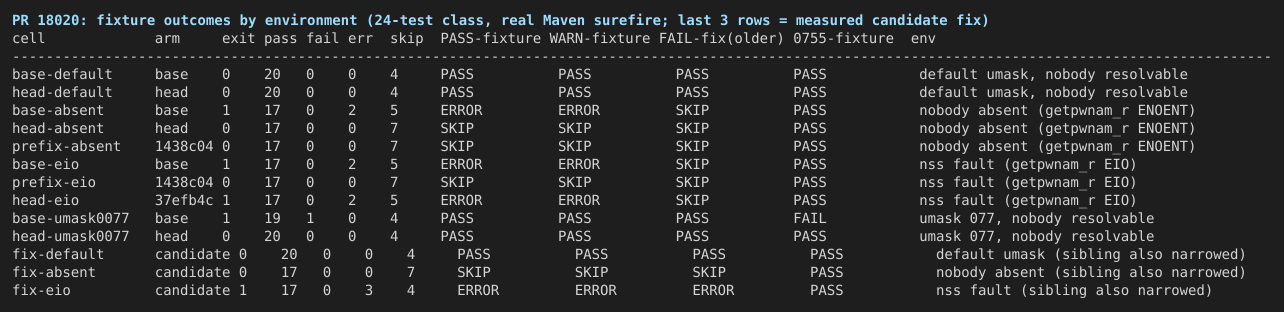 PR 18020: fixture outcomes by environment (24-test class, real Maven surefire; last 3 rows = measured candidate fix)
cell arm exit pass fail err skip PASS-fixture WARN-fixture FAIL-fix(older) 0755-fixture env
--------------------------------------------------------------------------------------------------------------------------------------------------------
base-default base 0 20 0 0 4 PASS PASS PASS PASS default umask, nobody resolvable
head-default head 0 20 0 0 4 PASS PASS PASS PASS default umask, nobody resolvable
base-absent base 1 17 0 2 5 ERROR ERROR SKIP PASS nobody absent (getpwnam_r ENOENT)
head-absent head 0 17 0 0 7 SKIP SKIP SKIP PASS nobody absent (getpwnam_r ENOENT)
prefix-absent 1438c04 0 17 0 0 7 SKIP SKIP SKIP PASS nobody absent (getpwnam_r ENOENT)
base-eio base 1 17 0 2 5 ERROR ERROR SKIP PASS nss fault (getpwnam_r EIO)
prefix-eio 1438c04 0 17 0 0 7 SKIP SKIP SKIP PASS nss fault (getpwnam_r EIO)
head-eio 37efb4c 1 17 0 2 5 ERROR ERROR SKIP PASS nss fault (getpwnam_r EIO)
base-umask0077 base 1 19 1 0 4 PASS PASS PASS FAIL umask 077, nobody resolvable
head-umask0077 head 0 20 0 0 4 PASS PASS PASS PASS umask 077, nobody resolvable
fix-default candidate 0 20 0 0 4 PASS PASS PASS PASS default umask (sibling also narrowed)
fix-absent candidate 0 17 0 0 7 SKIP SKIP SKIP PASS nobody absent (sibling also narrowed)
fix-eio candidate 1 17 0 3 4 ERROR ERROR ERROR PASS nss fault (sibling also narrowed)